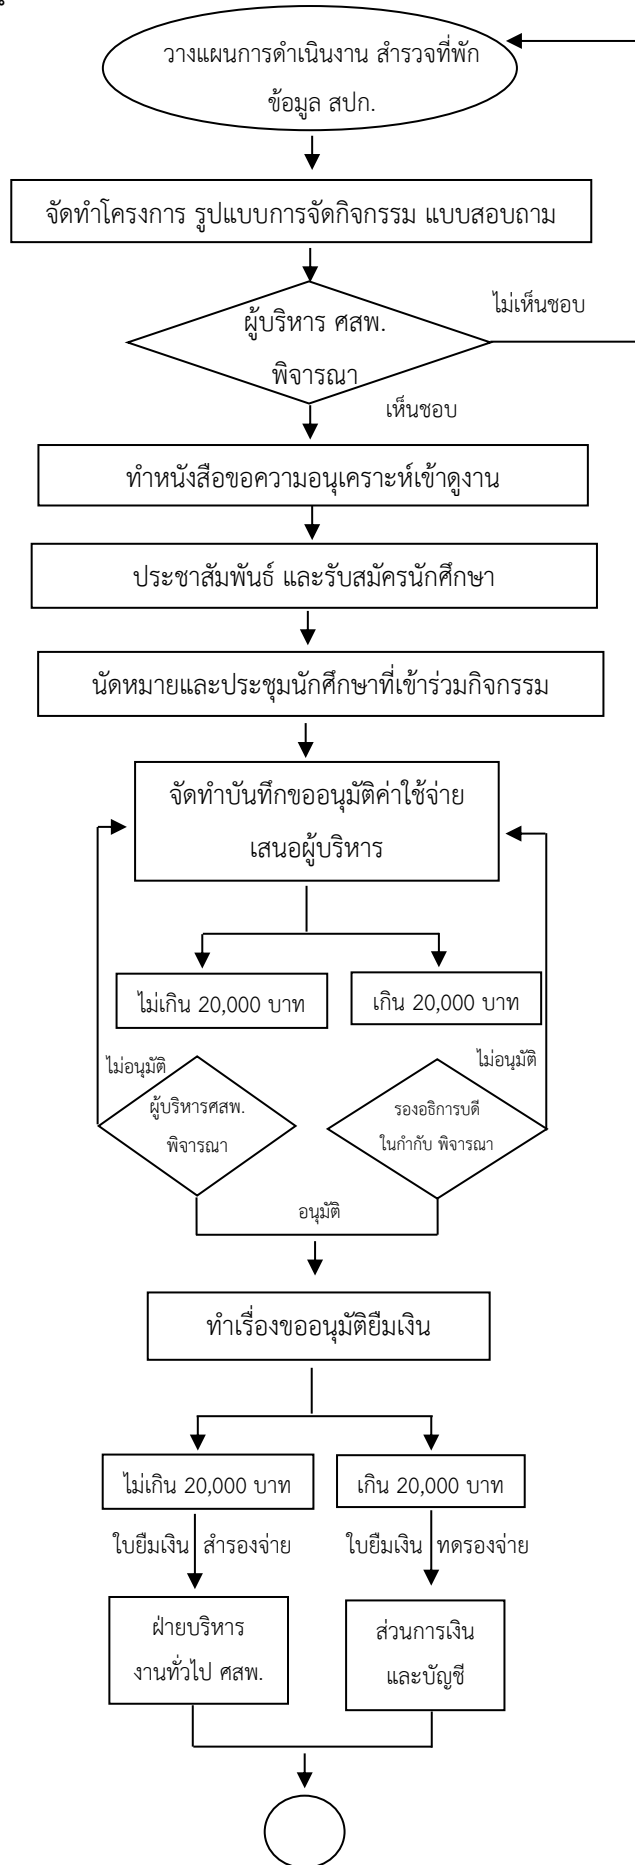 วางแผนการดำเนินงาน สำรวจที่พัก
ข้อมูล สปก.
จัดทำโครงการ รูปแบบการจัดกิจกรรม แบบสอบถาม
ไม่เห็นชอบ
ผู้บริหาร ศสพ.
พิจารณา
เห็นชอบ
ทำหนังสือขอความอนุเคราะห์เข้าดูงาน
ประชาสัมพันธ์ และรับสมัครนักศึกษา
นัดหมายและประชุมนักศึกษาที่เข้าร่วมกิจกรรม
จัดทำบันทึกขออนุมัติค่าใช้จ่าย
เสนอผู้บริหาร
ไม่เกิน 20,000 บาท
เกิน 20,000 บาท
ไม่อนุมัติ
ผู้บริหารศสพ.
พิจารณา
ไม่อนุมัติ
รองอธิการบดี
ในกำกับ พิจารณา
อนุมัติ
ทำเรื่องขออนุมัติยืมเงิน
ไม่เกิน 20,000 บาท
เกิน 20,000 บาท
ใบยืมเงิน สำรองจ่าย
ใบยืมเงิน ทดรองจ่าย
ฝ่ายบริหาร
งานทั่วไป ศสพ.
ส่วนการเงิน
และบัญชี